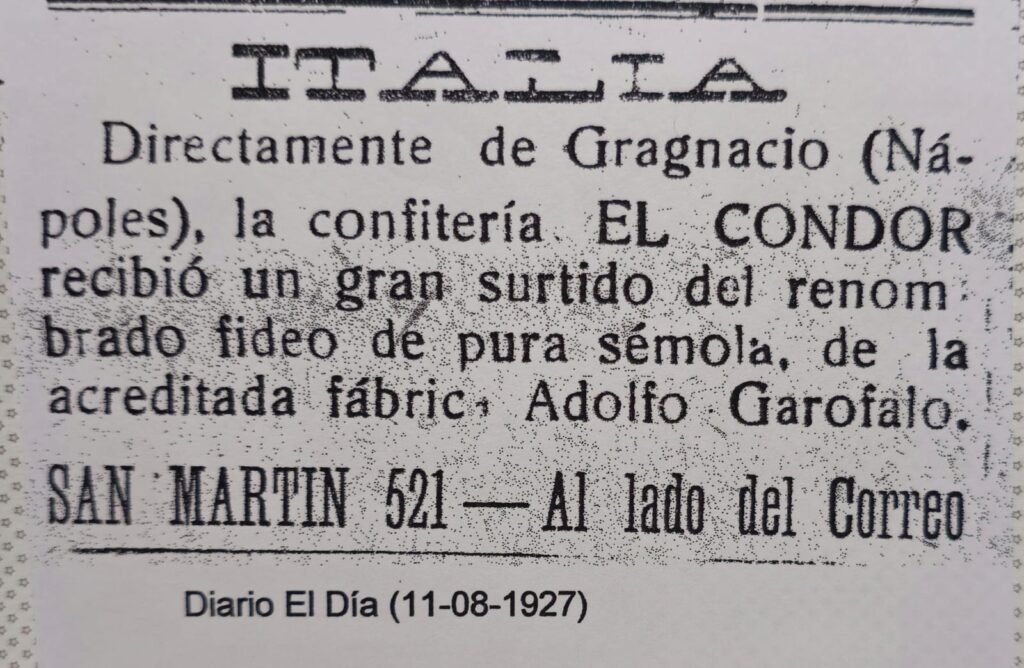 ITALIA
Directamente de Gragnacio (Ná-
poles), la confitería EL CONDOR
recibió un gran surtido del renom
brado fideo de pura sémola, de la
acreditada fábrica Adolfo Garofalo.
SAN MARTIN 521 — Al lado del Correo
Diario El Día (11-08-1927)